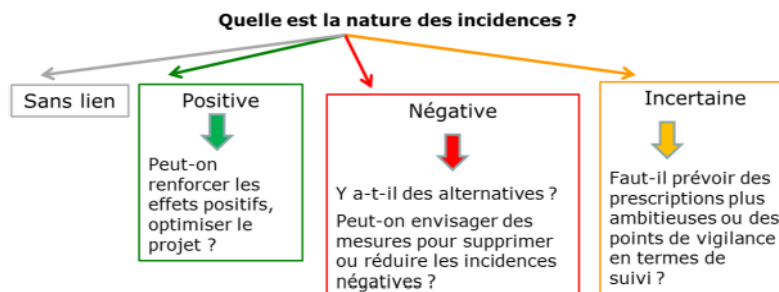 Quelle est la nature des incidences ?
Sans lien
Positive
Peut-on
renforcer les
effets positifs,
optimiser le
projet ?
Négative
Y a-t-il des alternatives ?
Peut-on envisager des
mesures pour supprimer
ou réduire les incidences
négatives ?
Incertaine
Faut-il prévoir des
prescriptions plus
ambitieuses ou des
points de vigilance
en termes de
suivi ?